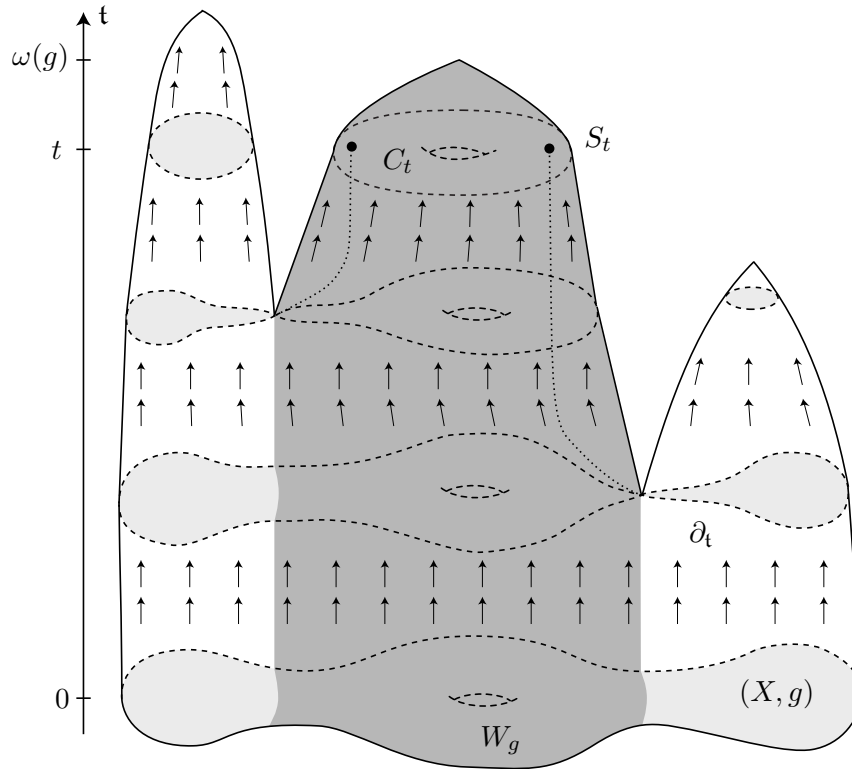 𝔱
ω(g)
t
S_t
C_t
∂_𝔱
0
(X, g)
W_g